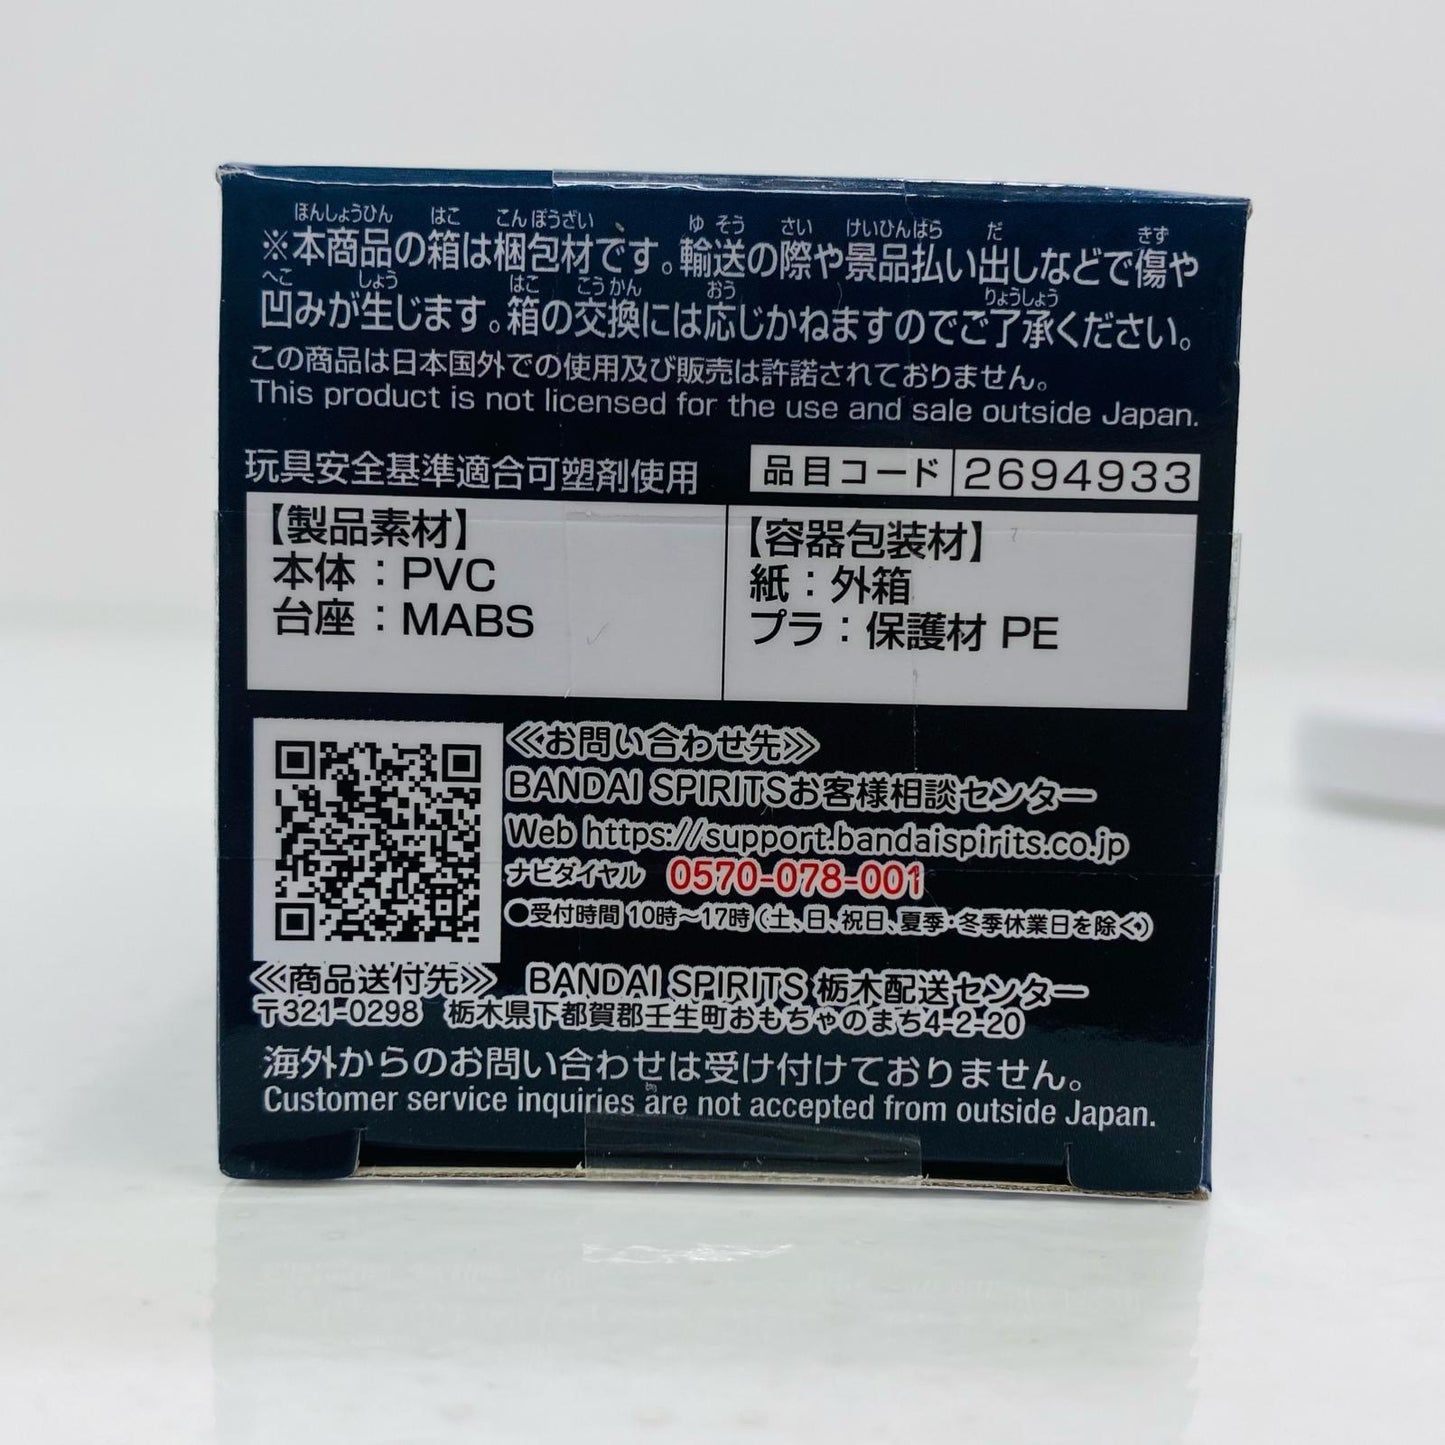 ※本商品の箱は梱包材です。輸送の際や景品払い出しなどで傷や
凹みが生じます。箱の交換には応じかねますのでご了承ください。
この商品は日本国外での使用及び販売は許諾されておりません。
This product is not licensed for the use and sale outside Japan.
玩具安全基準適合可塑剤使用
品目コード 2694933
【製品素材】
本体：PVC
台座：MABS
【容器包装材】
紙：外箱
プラ：保護材 PE
≪お問い合わせ先≫
BANDAI SPIRITSお客様相談センター
Web https://support.bandaispirits.co.jp
ナビダイヤル 0570-078-001
●受付時間 10時～17時（土、日、祝日、夏季・冬季休業日を除く）
≪商品送付先≫ BANDAI SPIRITS 栃木配送センター
〒321-0298 栃木県下都賀郡壬生町おもちゃのまち4-2-20
海外からのお問い合わせは受け付けておりません。
Customer service inquiries are not accepted from outside Japan.